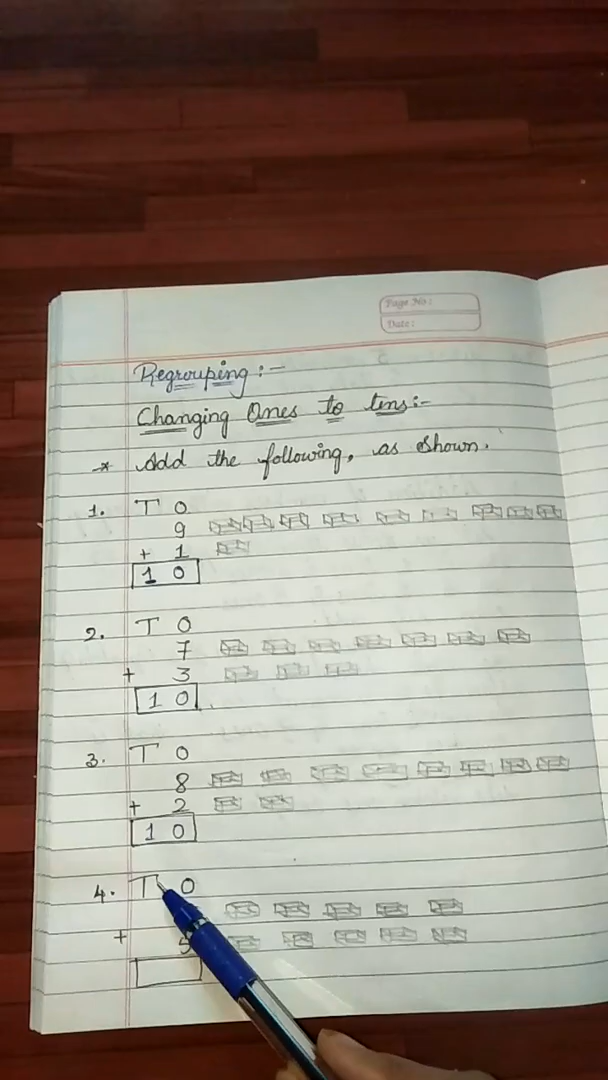 Page No :
Date :
Regrouping :-
Changing Ones to tens:-
* Add the following, as shown.
1. T O
9
+ 1
1 0
2. T O
7
+ 3
1 0
3. T O
8
+ 2
1 0
4. T O
+ 5